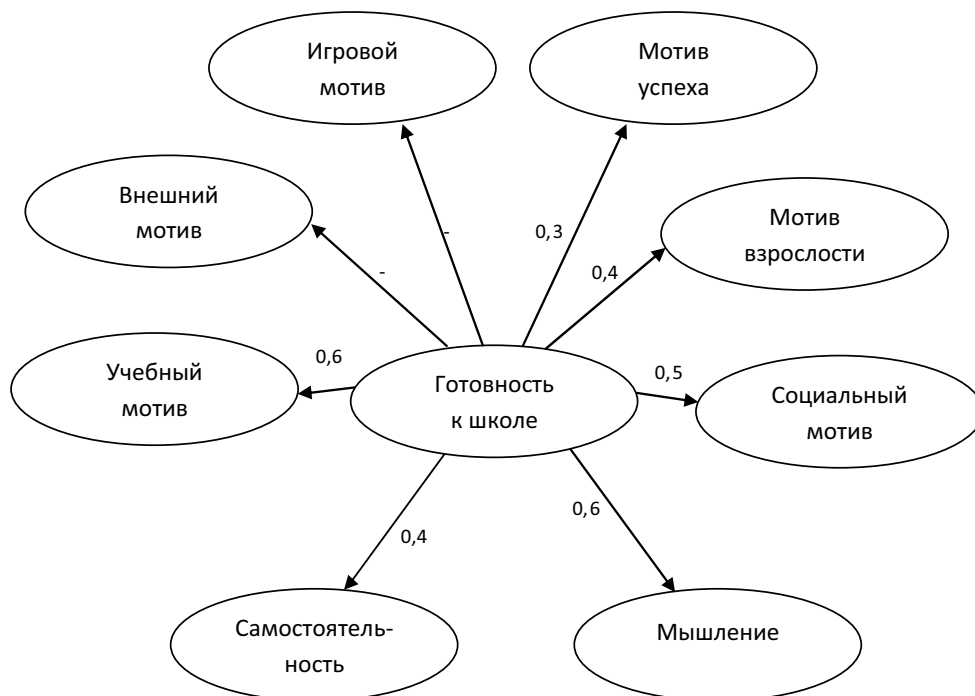 Игровой
мотив
Мотив
успеха
Внешний
мотив
Мотив
взрослости
-
0,3
0,4
-
Учебный
мотив
0,6
Готовность
к школе
0,5
Социальный
мотив
0,4
0,6
Самостоятель-
ность
Мышление